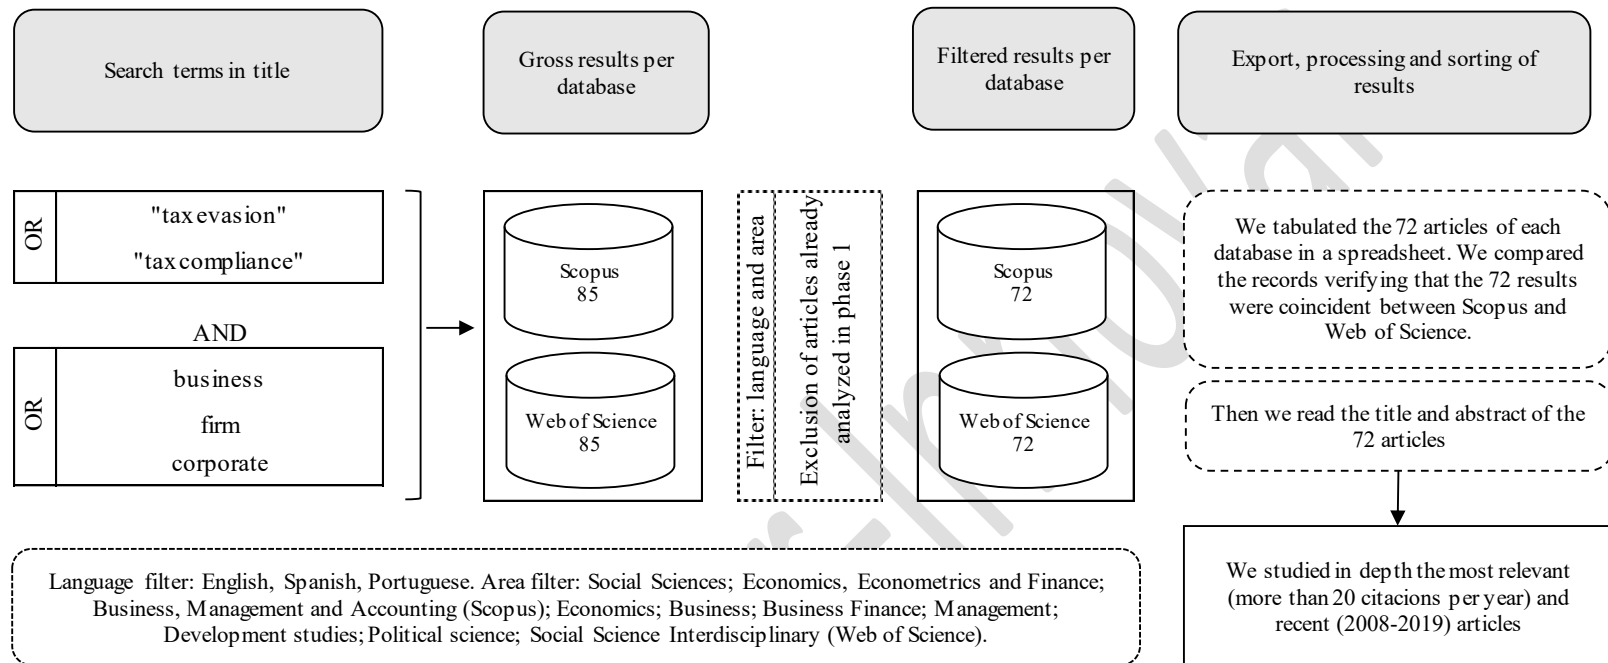 Search terms in title
Gross results per
database
Filtered results per
database
Export, processing and sorting of
results
OR
"tax evasion"
"tax compliance"
AND
OR
business
firm
corporate
Scopus
85
Web of Science
85
Filter: language and area
Exclusion of articles already
analyzed in phase 1
Scopus
72
Web of Science
72
We tabulated the 72 articles of each
database in a spreadsheet. We compared
the records verifying that the 72 results
were coincident between Scopus and
Web of Science.
Then we read the title and abstract of the
72 articles
We studied in depth the most relevant
(more than 20 citacions per year) and
recent (2008-2019) articles
Language filter: English, Spanish, Portuguese. Area filter: Social Sciences; Economics, Econometrics and Finance;
Business, Management and Accounting (Scopus); Economics; Business; Business Finance; Management;
Development studies; Political science; Social Science Interdisciplinary (Web of Science).